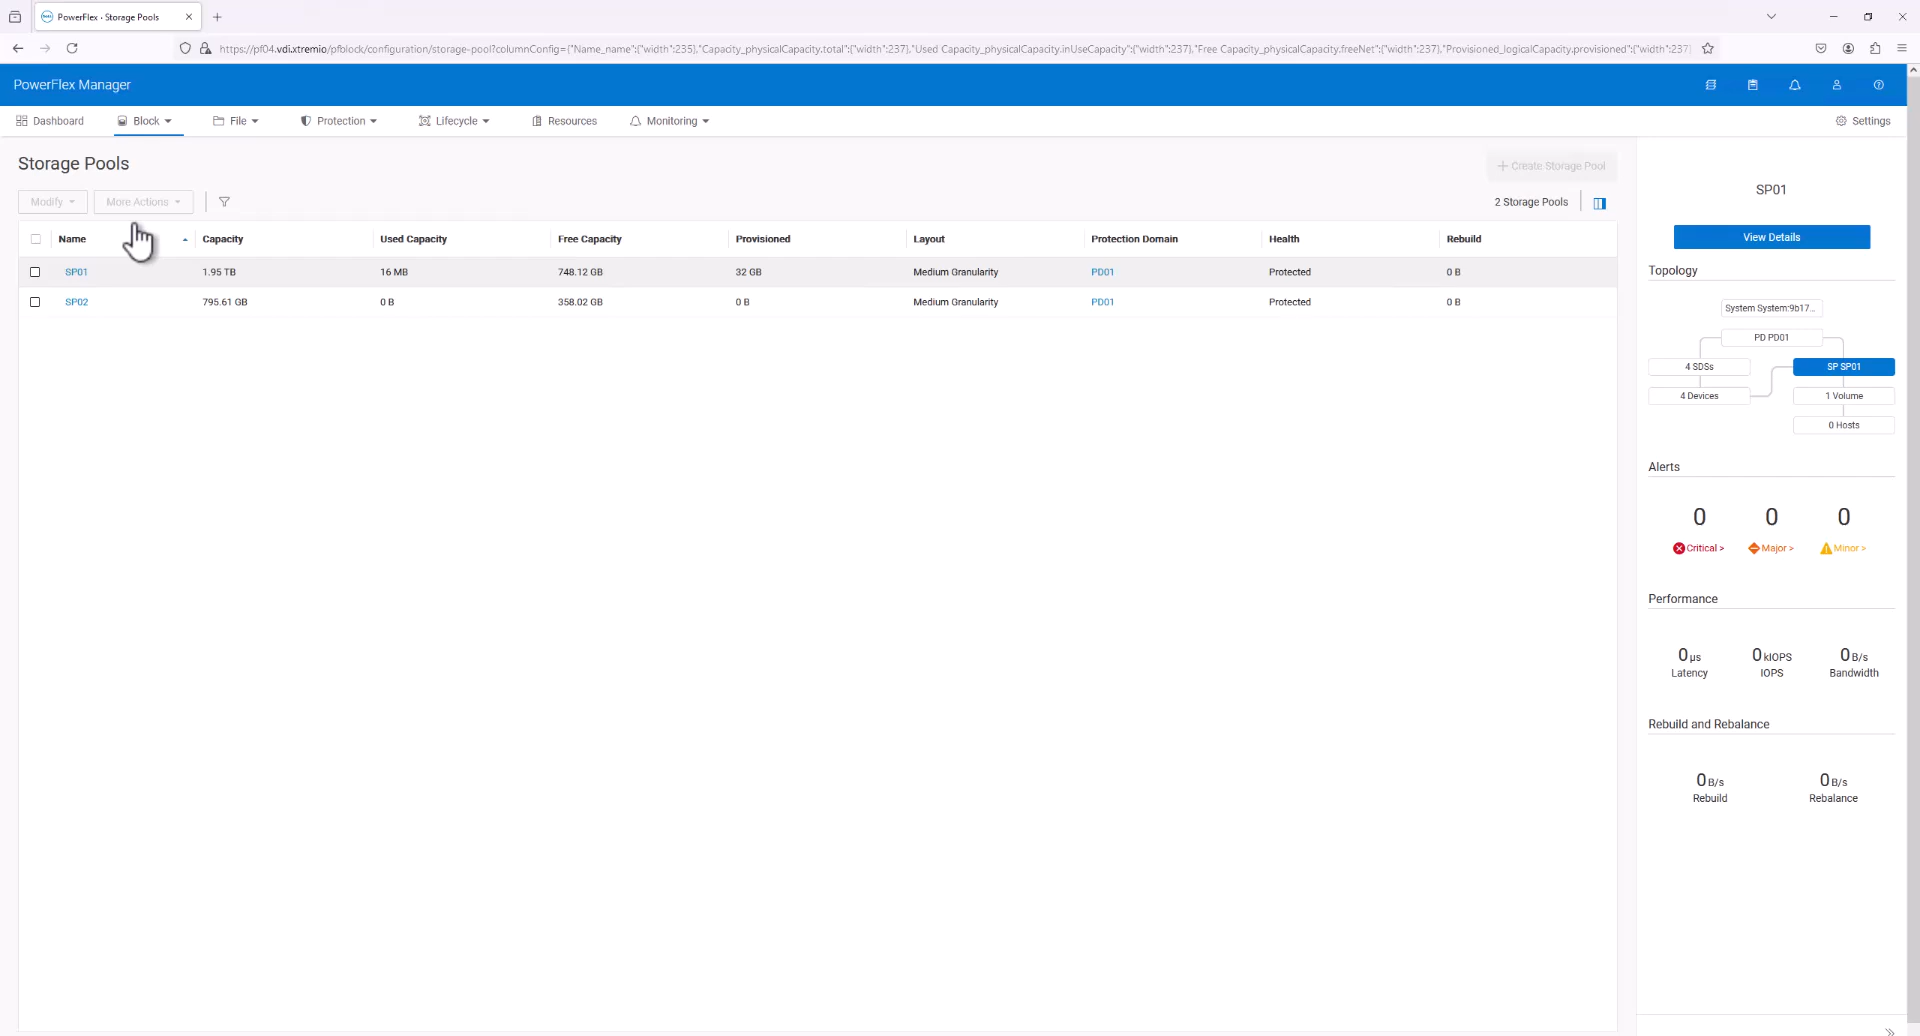 PowerFlex - Storage Pools
https://pf04.vdi.xtremio/pfblock/configuration/storage-pool?columnConfig={"Name_name":{"width":235},"Capacity_physicalCapacity.total":{"width":237},"Used Capacity_physicalCapacity.inUseCapacity":{"width":237},"Free Capacity_physicalCapacity.freeNet":{"width":237},"Provisioned_logicalCapacity.provisioned":{"width":237}
PowerFlex Manager
Dashboard Block File Protection Lifecycle Resources Monitoring Settings
Storage Pools
+ Create Storage Pool
Modify More Actions
2 Storage Pools
Name Capacity Used Capacity Free Capacity Provisioned Layout Protection Domain Health Rebuild
SP01 1.95 TB 16 MB 748.12 GB 32 GB Medium Granularity PD01 Protected 0 B
SP02 795.61 GB 0 B 358.02 GB 0 B Medium Granularity PD01 Protected 0 B
SP01
View Details
Topology
System System:9b17...
PD PD01
4 SDSs SP SP01
4 Devices 1 Volume
0 Hosts
Alerts
0 0 0
Critical > Major > Minor >
Performance
0 µs 0 kIOPS 0 B/s
Latency IOPS Bandwidth
Rebuild and Rebalance
0 B/s 0 B/s
Rebuild Rebalance